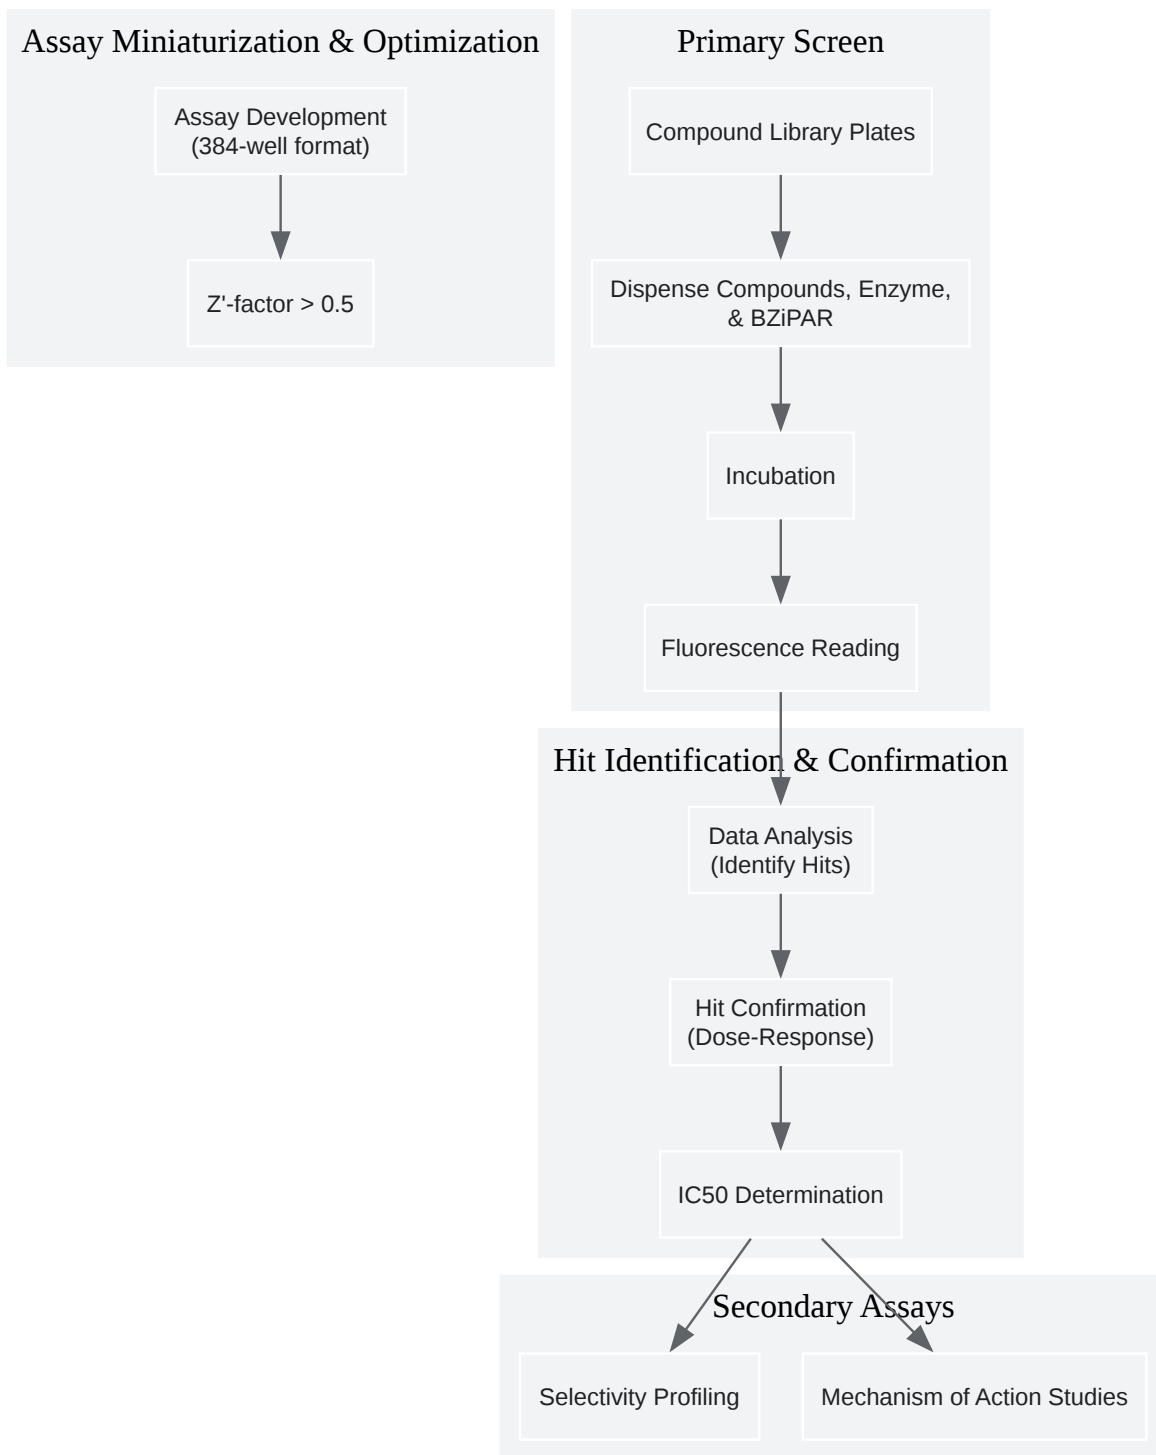 Assay Miniaturization & Optimization
Assay Development
(384-well format)
Z'-factor > 0.5
Primary Screen
Compound Library Plates
Dispense Compounds, Enzyme,
& BZiPAR
Incubation
Fluorescence Reading
Hit Identification & Confirmation
Data Analysis
(Identify Hits)
Hit Confirmation
(Dose-Response)
IC50 Determination
Secondary Assays
Selectivity Profiling
Mechanism of Action Studies